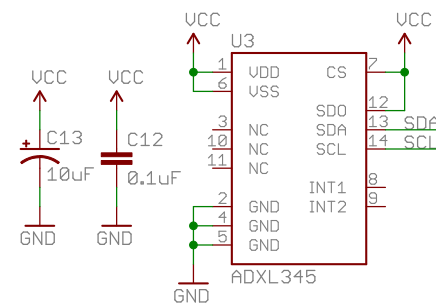 VCC
VCC
U3
VCC
VCC
C13
10uF
C12
0.1uF
GND
GND
1 VDD
6 VSS
3 NC
10 NC
11 NC
2 GND
4 GND
5 GND
CS 7
SDO 12
SDA 13 SDA
SCL 14 SCL
INT1 8
INT2 9
ADXL345
GND